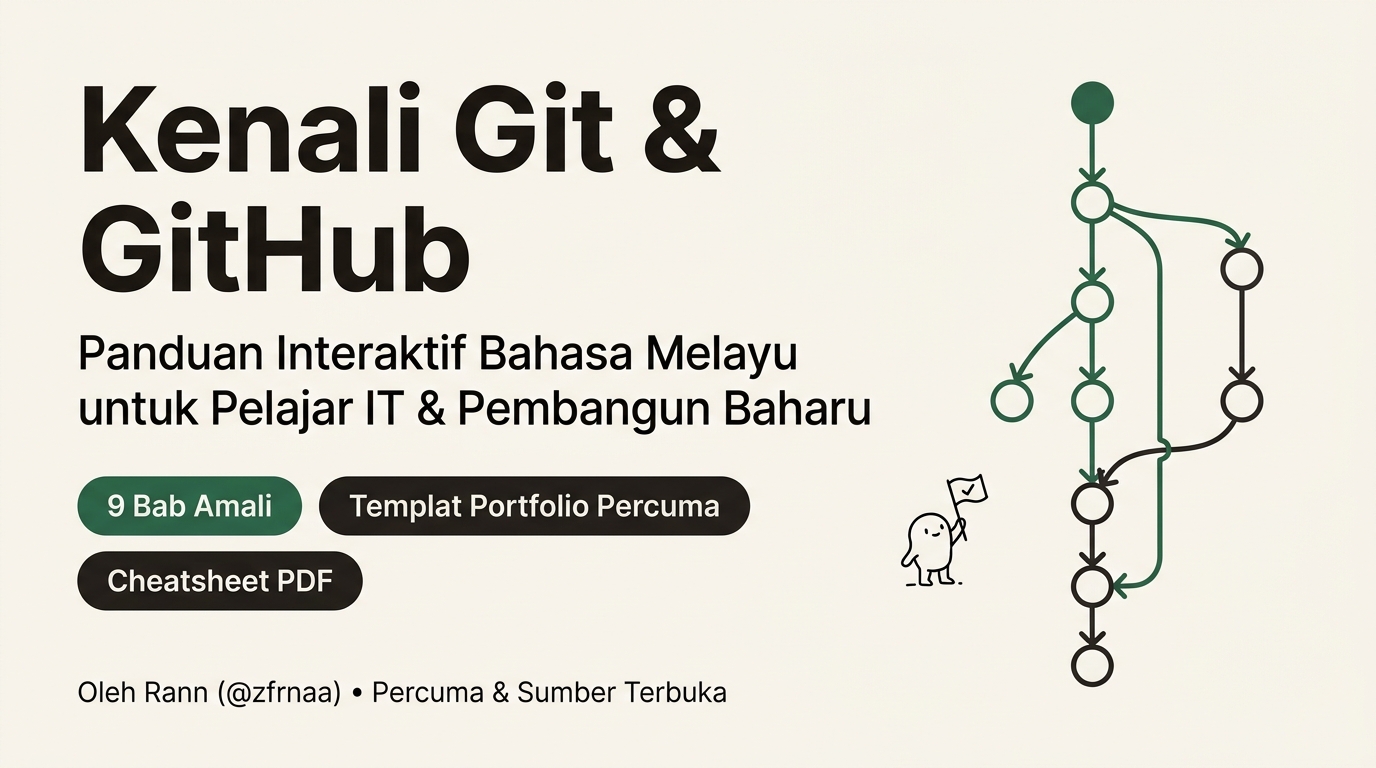 Kenali Git &
GitHub
Panduan Interaktif Bahasa Melayu
untuk Pelajar IT & Pembangun Baharu
9 Bab Amali
Templat Portfolio Percuma
Cheatsheet PDF
Oleh Rann (@zfrnaa) • Percuma & Sumber Terbuka